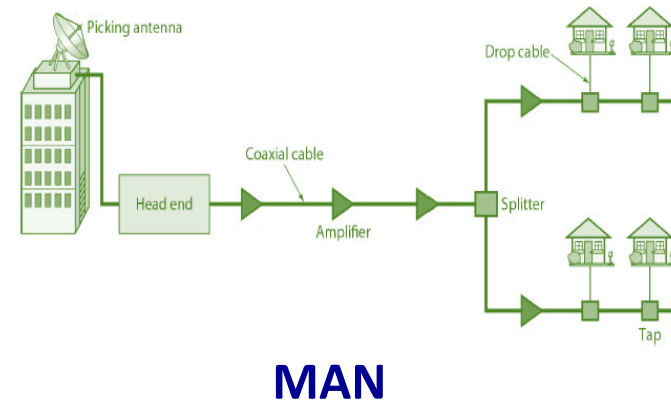 Picking antenna
Drop cable
Coaxial cable
Head end
Splitter
Amplifier
Tap
MAN